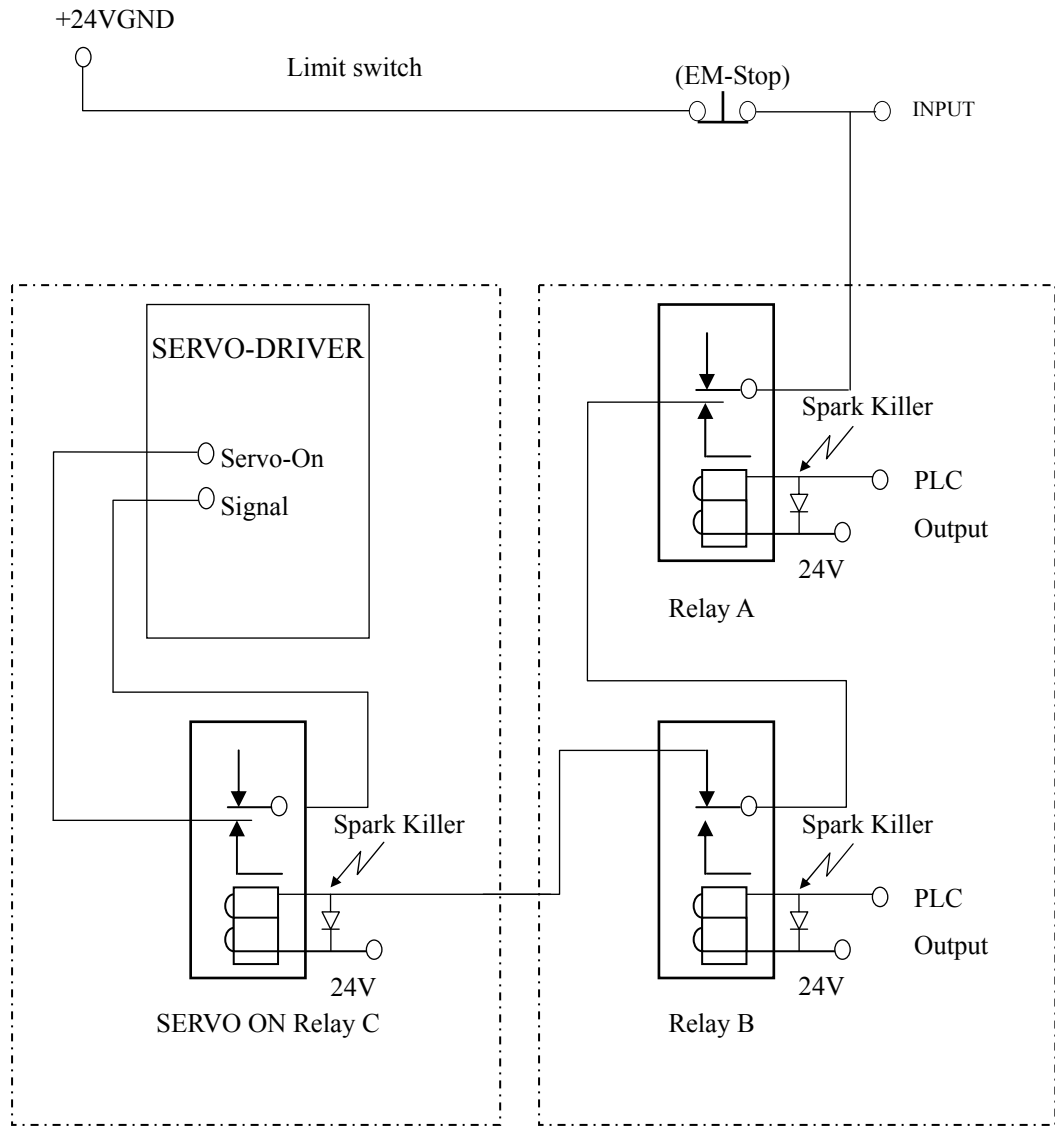 +24VGND
Limit switch
(EM-Stop)
INPUT
SERVO-DRIVER
Servo-On
Signal
Spark Killer
PLC
Output
24V
Relay A
Spark Killer
24V
SERVO ON Relay C
Spark Killer
PLC
Output
24V
Relay B